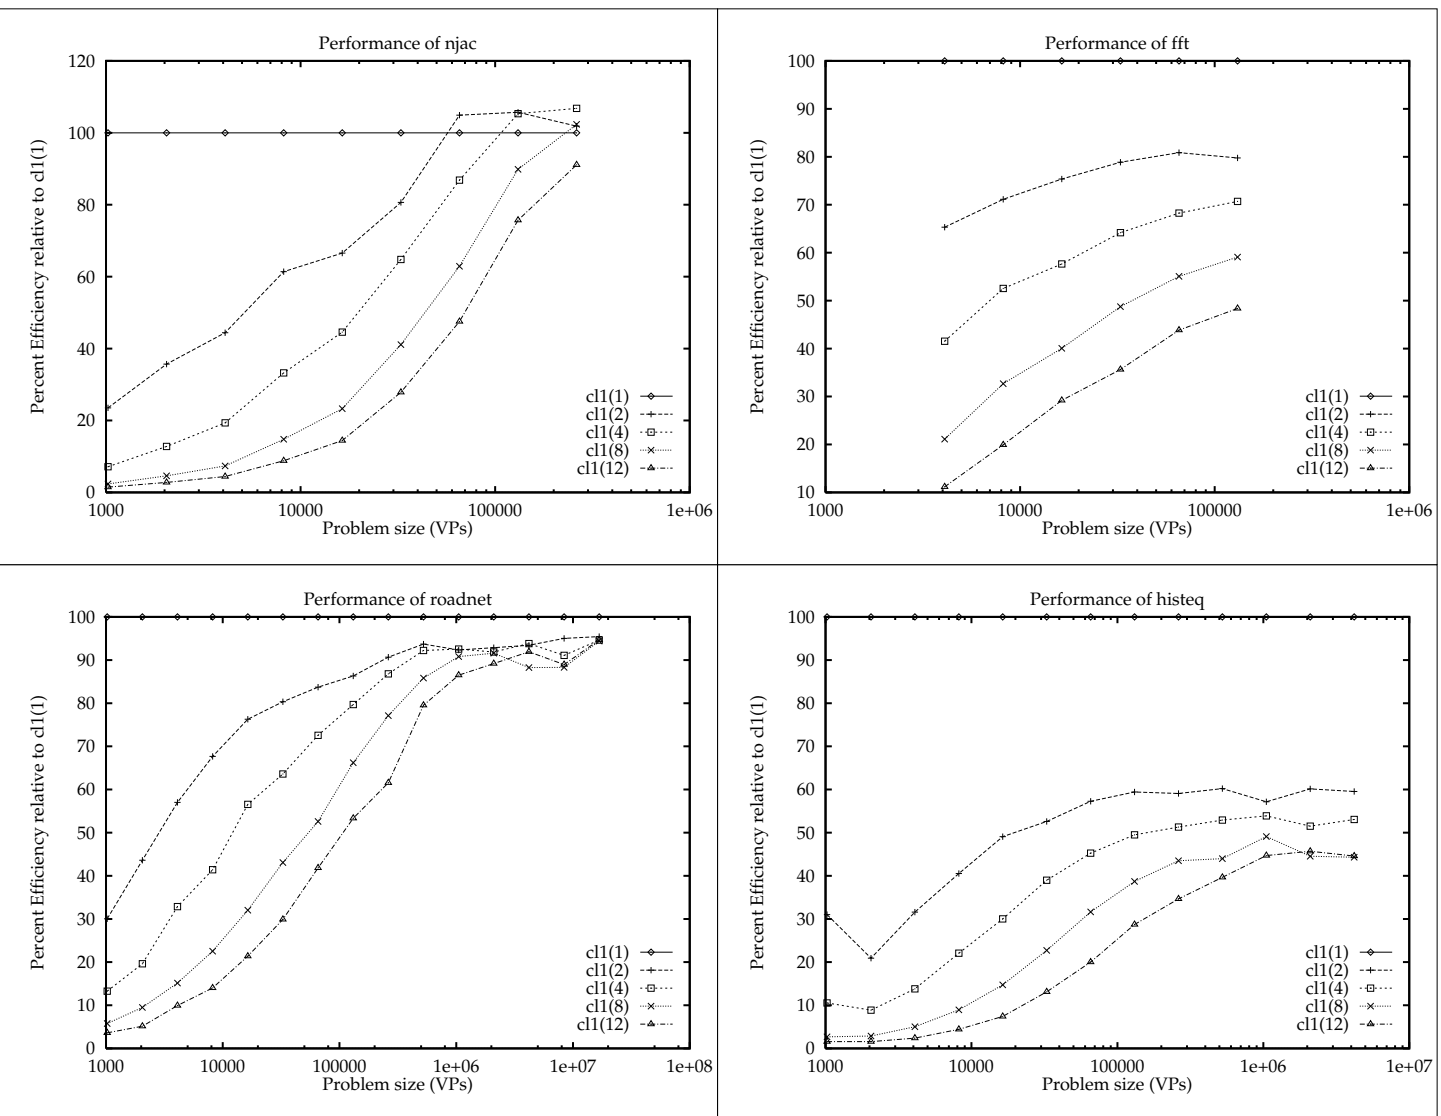 Performance of njac
120
100
80
60
40
20
0
Percent Efficiency relative to cl1(1)
cl1(1)
cl1(2)
cl1(4)
cl1(8)
cl1(12)
1000 10000 100000 1e+06
Problem size (VPs)
Performance of fft
100
90
80
70
60
50
40
30
20
10
Percent Efficiency relative to cl1(1)
cl1(1)
cl1(2)
cl1(4)
cl1(8)
cl1(12)
1000 10000 100000 1e+06
Problem size (VPs)
Performance of roadnet
100
90
80
70
60
50
40
30
20
10
0
Percent Efficiency relative to cl1(1)
cl1(1)
cl1(2)
cl1(4)
cl1(8)
cl1(12)
1000 10000 100000 1e+06 1e+07 1e+08
Problem size (VPs)
Performance of histeq
100
90
80
70
60
50
40
30
20
10
0
Percent Efficiency relative to cl1(1)
cl1(1)
cl1(2)
cl1(4)
cl1(8)
cl1(12)
1000 10000 100000 1e+06 1e+07
Problem size (VPs)